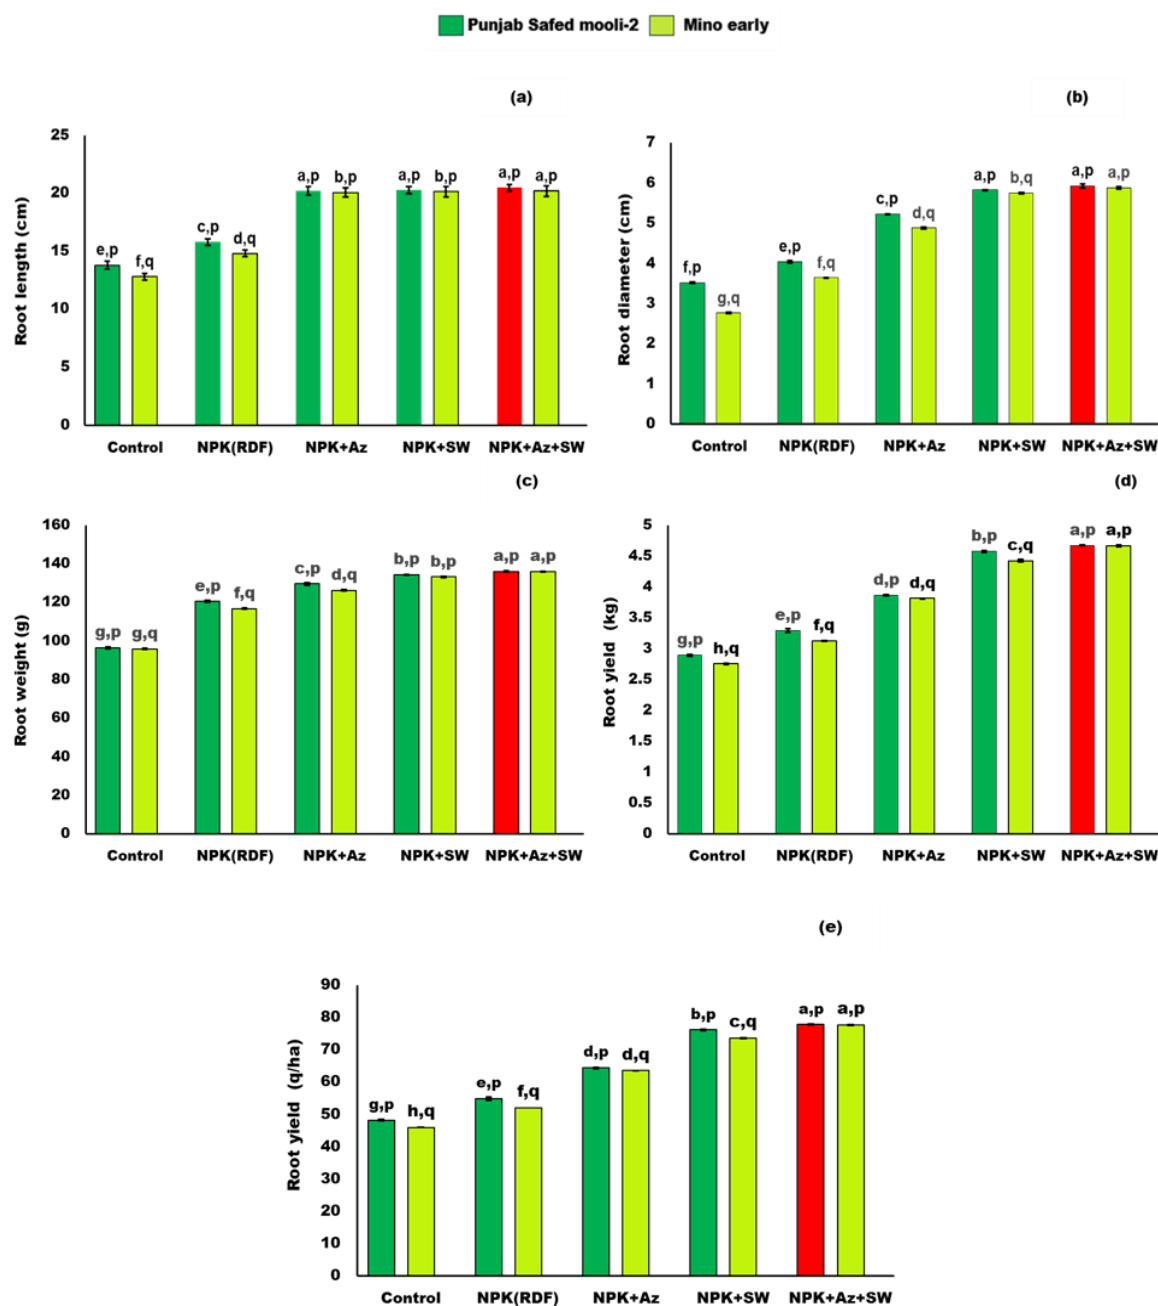 Punjab Safed mooli-2 Mino early
(a)
Root length (cm)
25
20
15
10
5
0
e,p f,q c,p d,q a,p b,p a,p b,p a,p a,p
Control NPK(RDF) NPK+Az NPK+SW NPK+Az+SW
(b)
Root diameter (cm)
7
6
5
4
3
2
1
0
f,p g,q e,p f,q c,p d,q a,p b,q a,p a,p
Control NPK(RDF) NPK+Az NPK+SW NPK+Az+SW
(c)
Root weight (g)
160
140
120
100
80
60
40
20
0
g,p g,q e,p f,q c,p d,q b,p b,p a,p a,p
Control NPK(RDF) NPK+Az NPK+SW NPK+Az+SW
(d)
Root yield (kg)
5
4.5
4
3.5
3
2.5
2
1.5
1
0.5
0
g,p h,q e,p f,q d,p d,q b,p c,q a,p a,p
Control NPK(RDF) NPK+Az NPK+SW NPK+Az+SW
(e)
Root yield (q/ha)
90
80
70
60
50
40
30
20
10
0
g,p h,q e,p f,q d,p d,q b,p c,q a,p a,p
Control NPK(RDF) NPK+Az NPK+SW NPK+Az+SW